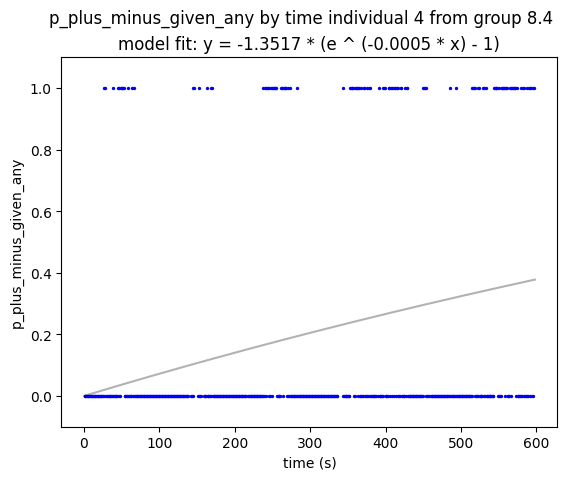 p_plus_minus_given_any by time individual 4 from group 8.4
model fit: y = -1.3517 * (e ^ (-0.0005 * x) - 1)
1.0
0.8
0.6
0.4
0.2
0.0
p_plus_minus_given_any
0 100 200 300 400 500 600
time (s)